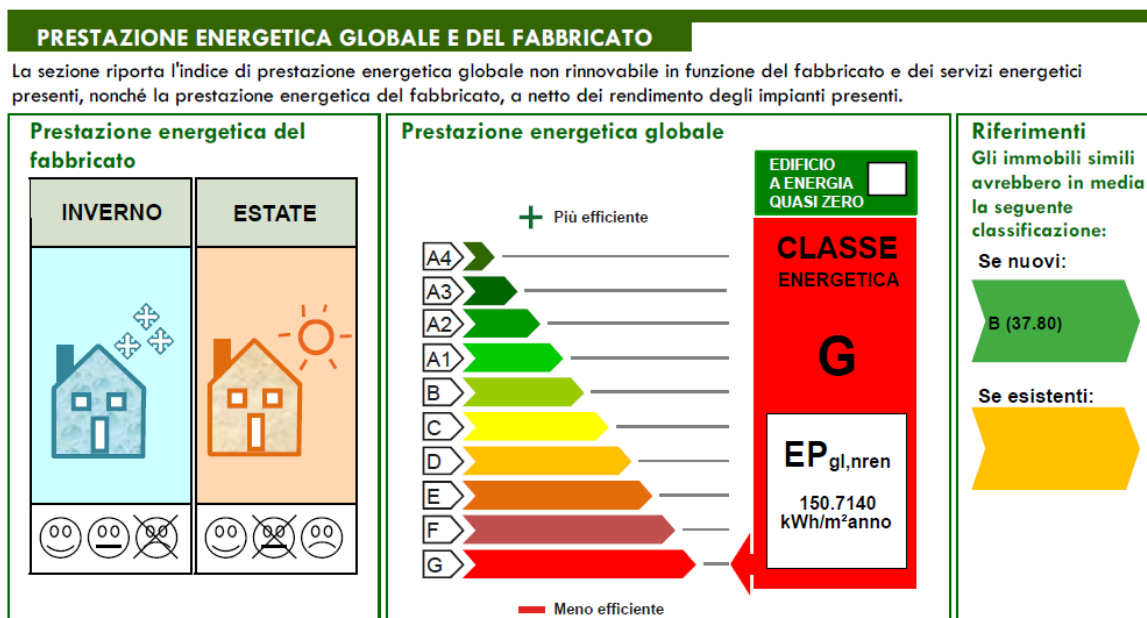 PRESTAZIONE ENERGETICA GLOBALE E DEL FABBRICATO
La sezione riporta l'indice di prestazione energetica globale non rinnovabile in funzione del fabbricato e dei servizi energetici
presenti, nonché la prestazione energetica del fabbricato, a netto dei rendimento degli impianti presenti.
Prestazione energetica del
fabbricato
INVERNO
ESTATE
Prestazione energetica globale
Più efficiente
A4
A3
A2
A1
B
C
D
E
F
G
Meno efficiente
EDIFICIO
A ENERGIA
QUASI ZERO
CLASSE
ENERGETICA
G
EPgl,nren
150.7140
kWh/m²anno
Riferimenti
Gli immobili simili
avrebbero in media
la seguente
classificazione:
Se nuovi:
B (37.80)
Se esistenti: